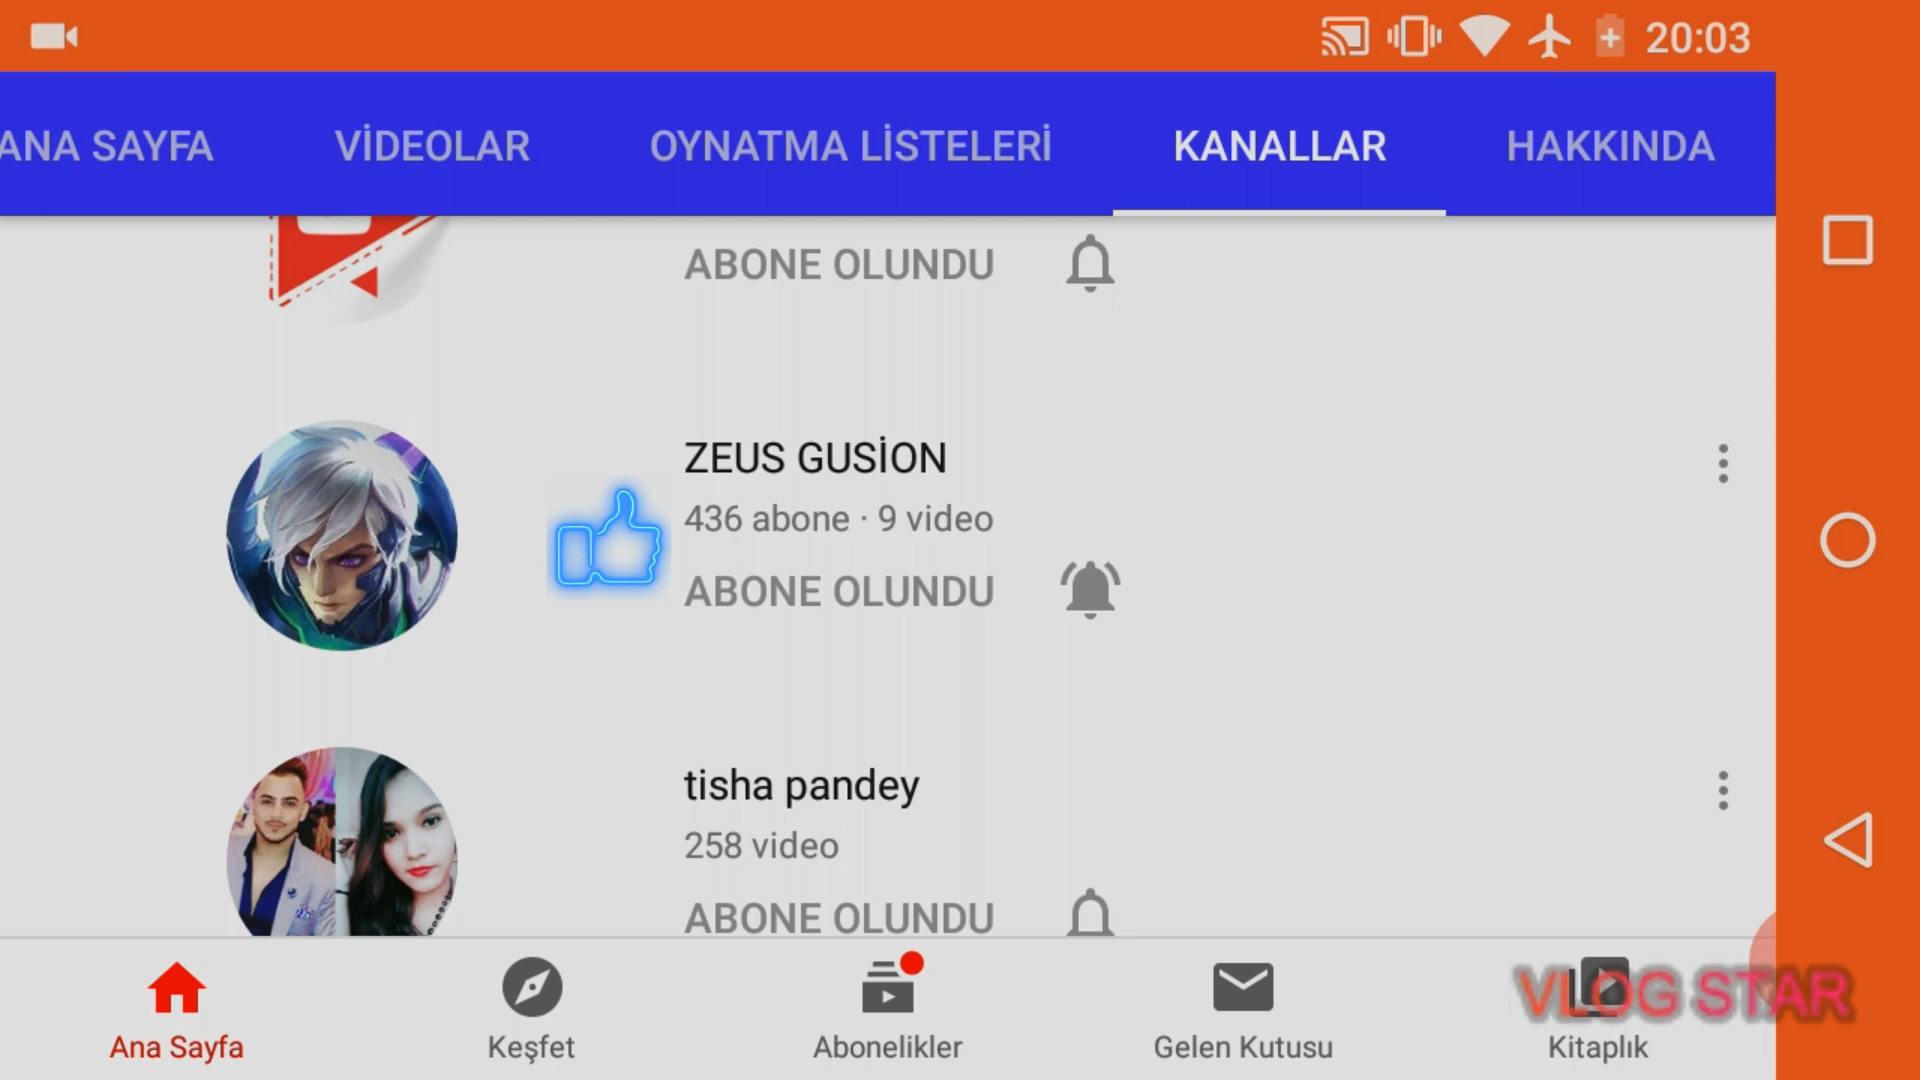 20:03
ANA SAYFA
VİDEOLAR
OYNATMA LİSTELERİ
KANALLAR
HAKKINDA
ABONE OLUNDU
ZEUS GUSİON
436 abone · 9 video
ABONE OLUNDU
tisha pandey
258 video
ABONE OLUNDU
VLOG STAR
Ana Sayfa
Keşfet
Abonelikler
Gelen Kutusu
Kitaplık